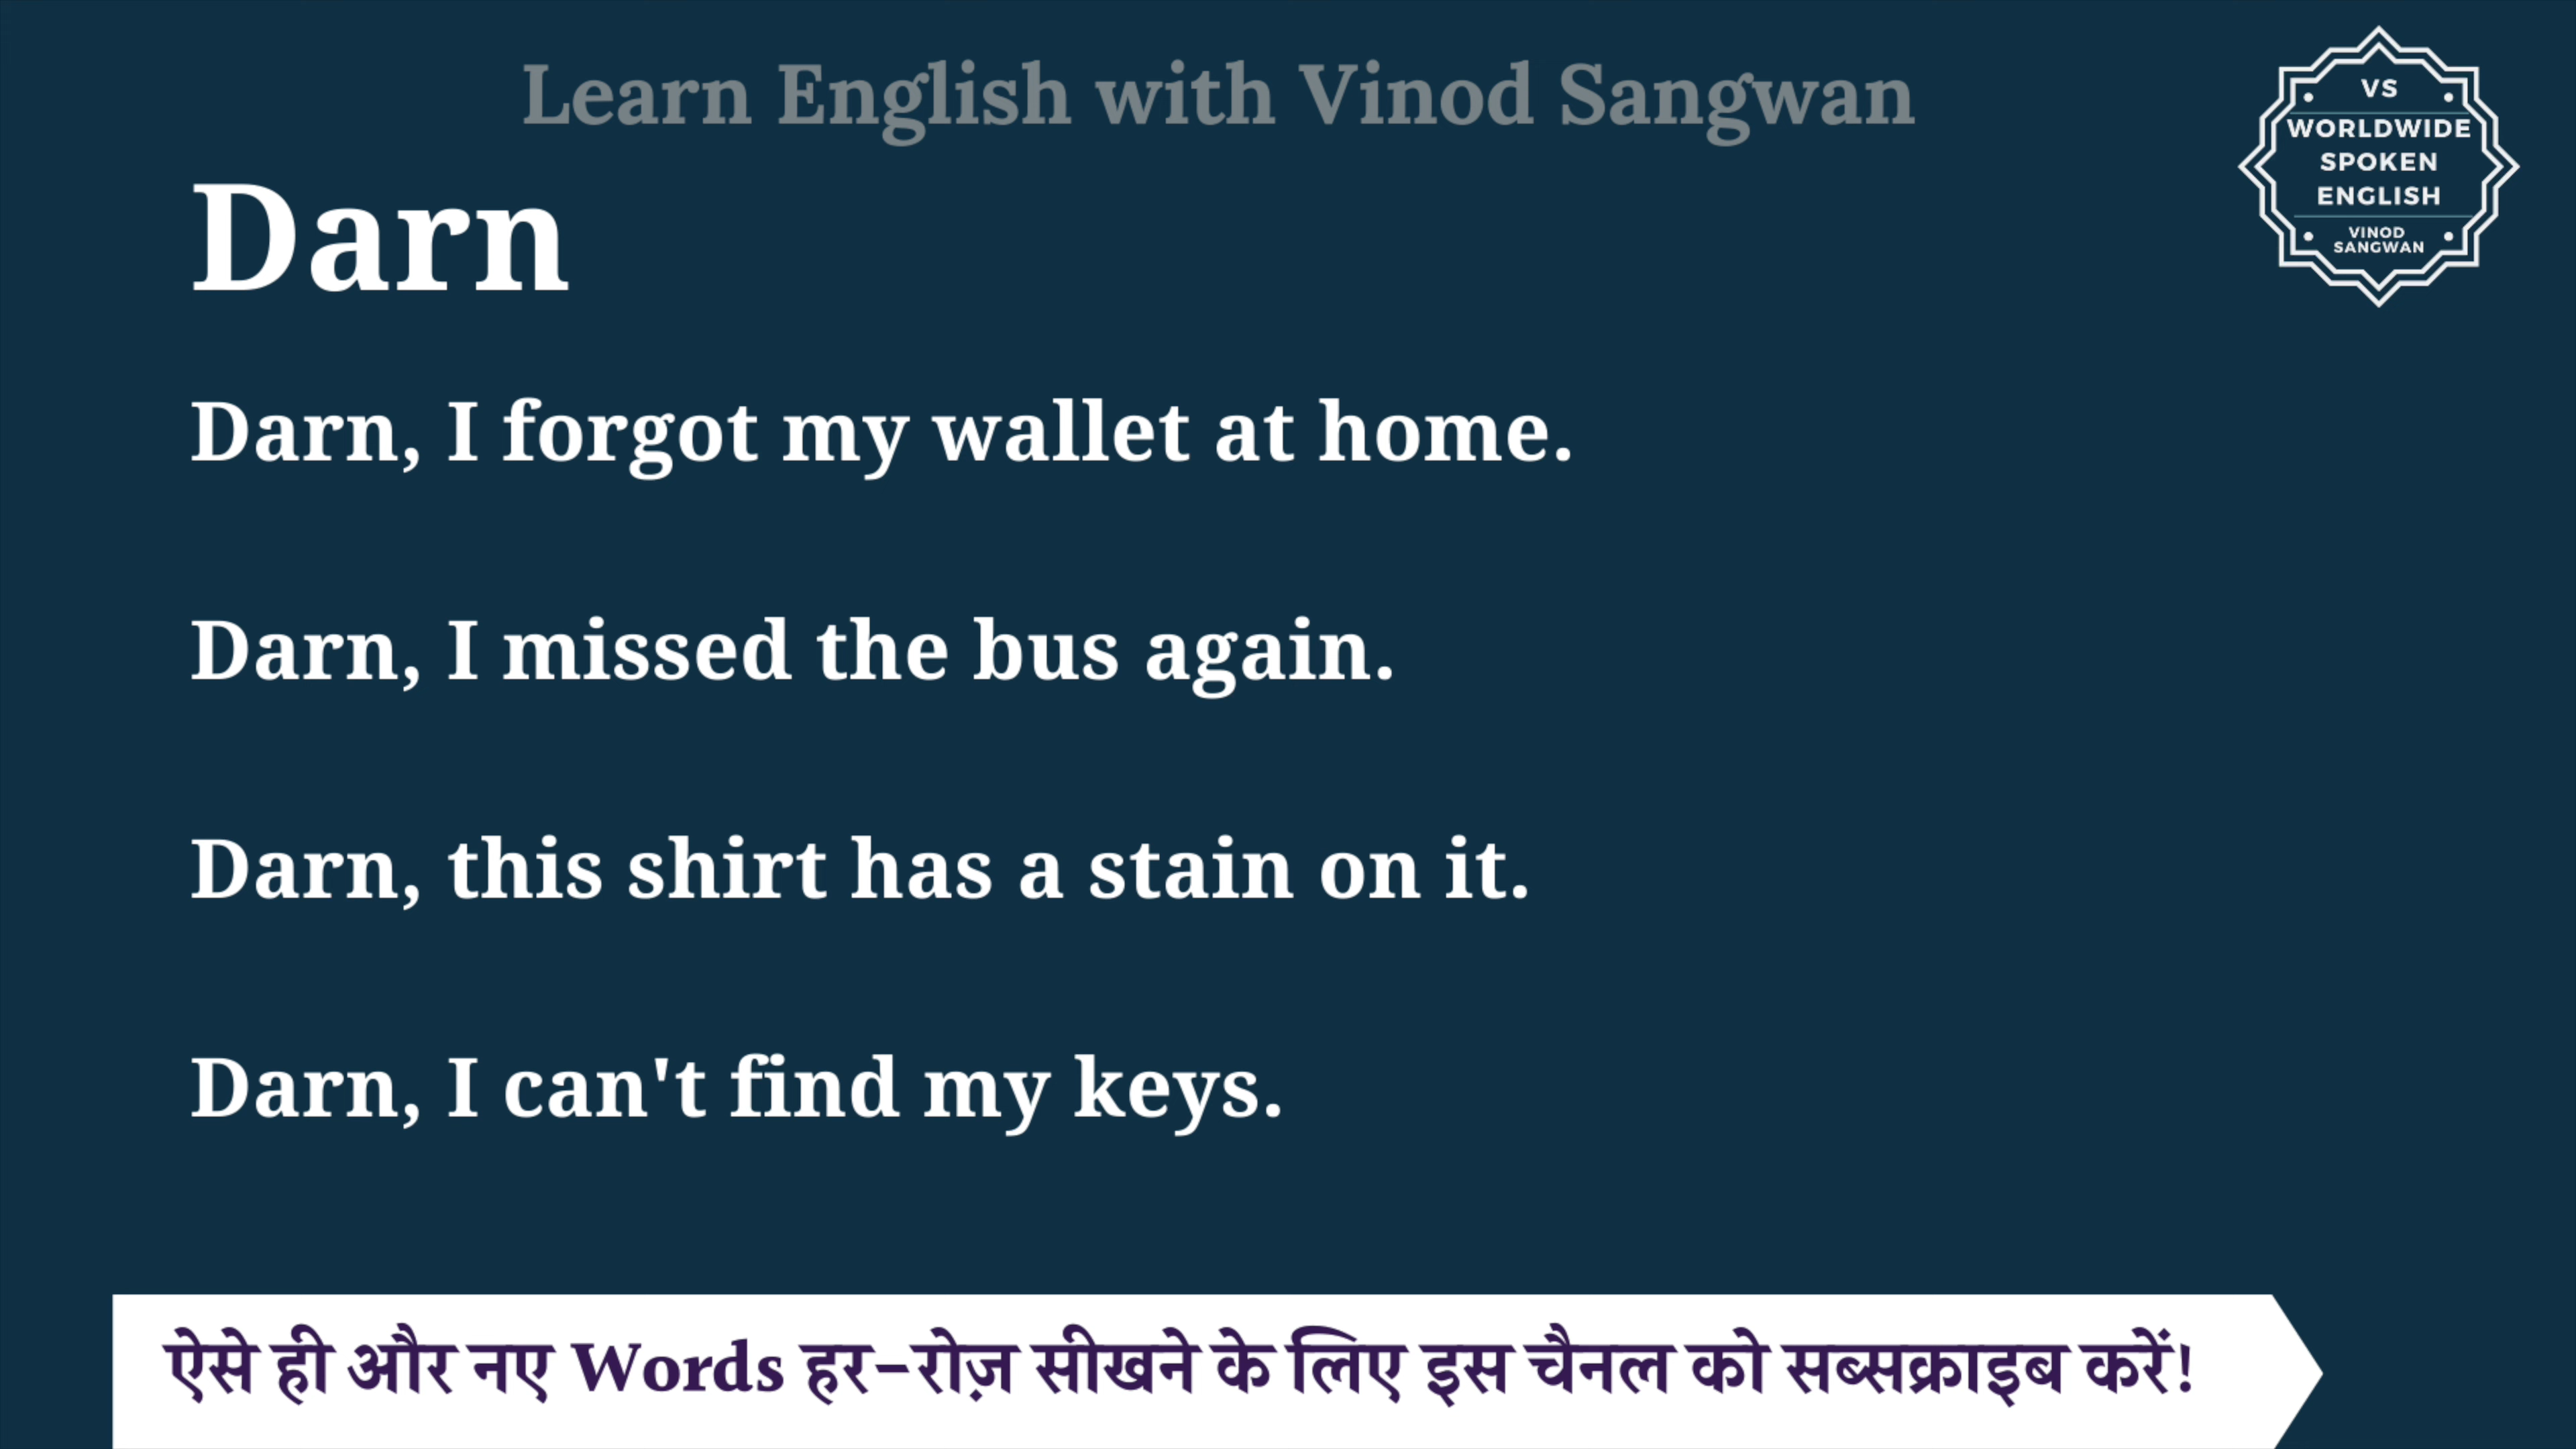 Learn English with Vinod Sangwan
VS
WORLDWIDE
SPOKEN
ENGLISH
VINOD
SANGWAN
Darn
Darn, I forgot my wallet at home.
Darn, I missed the bus again.
Darn, this shirt has a stain on it.
Darn, I can't find my keys.
ऐसे ही और नए Words हर-रोज़ सीखने के लिए इस चैनल को सब्सक्राइब करें!